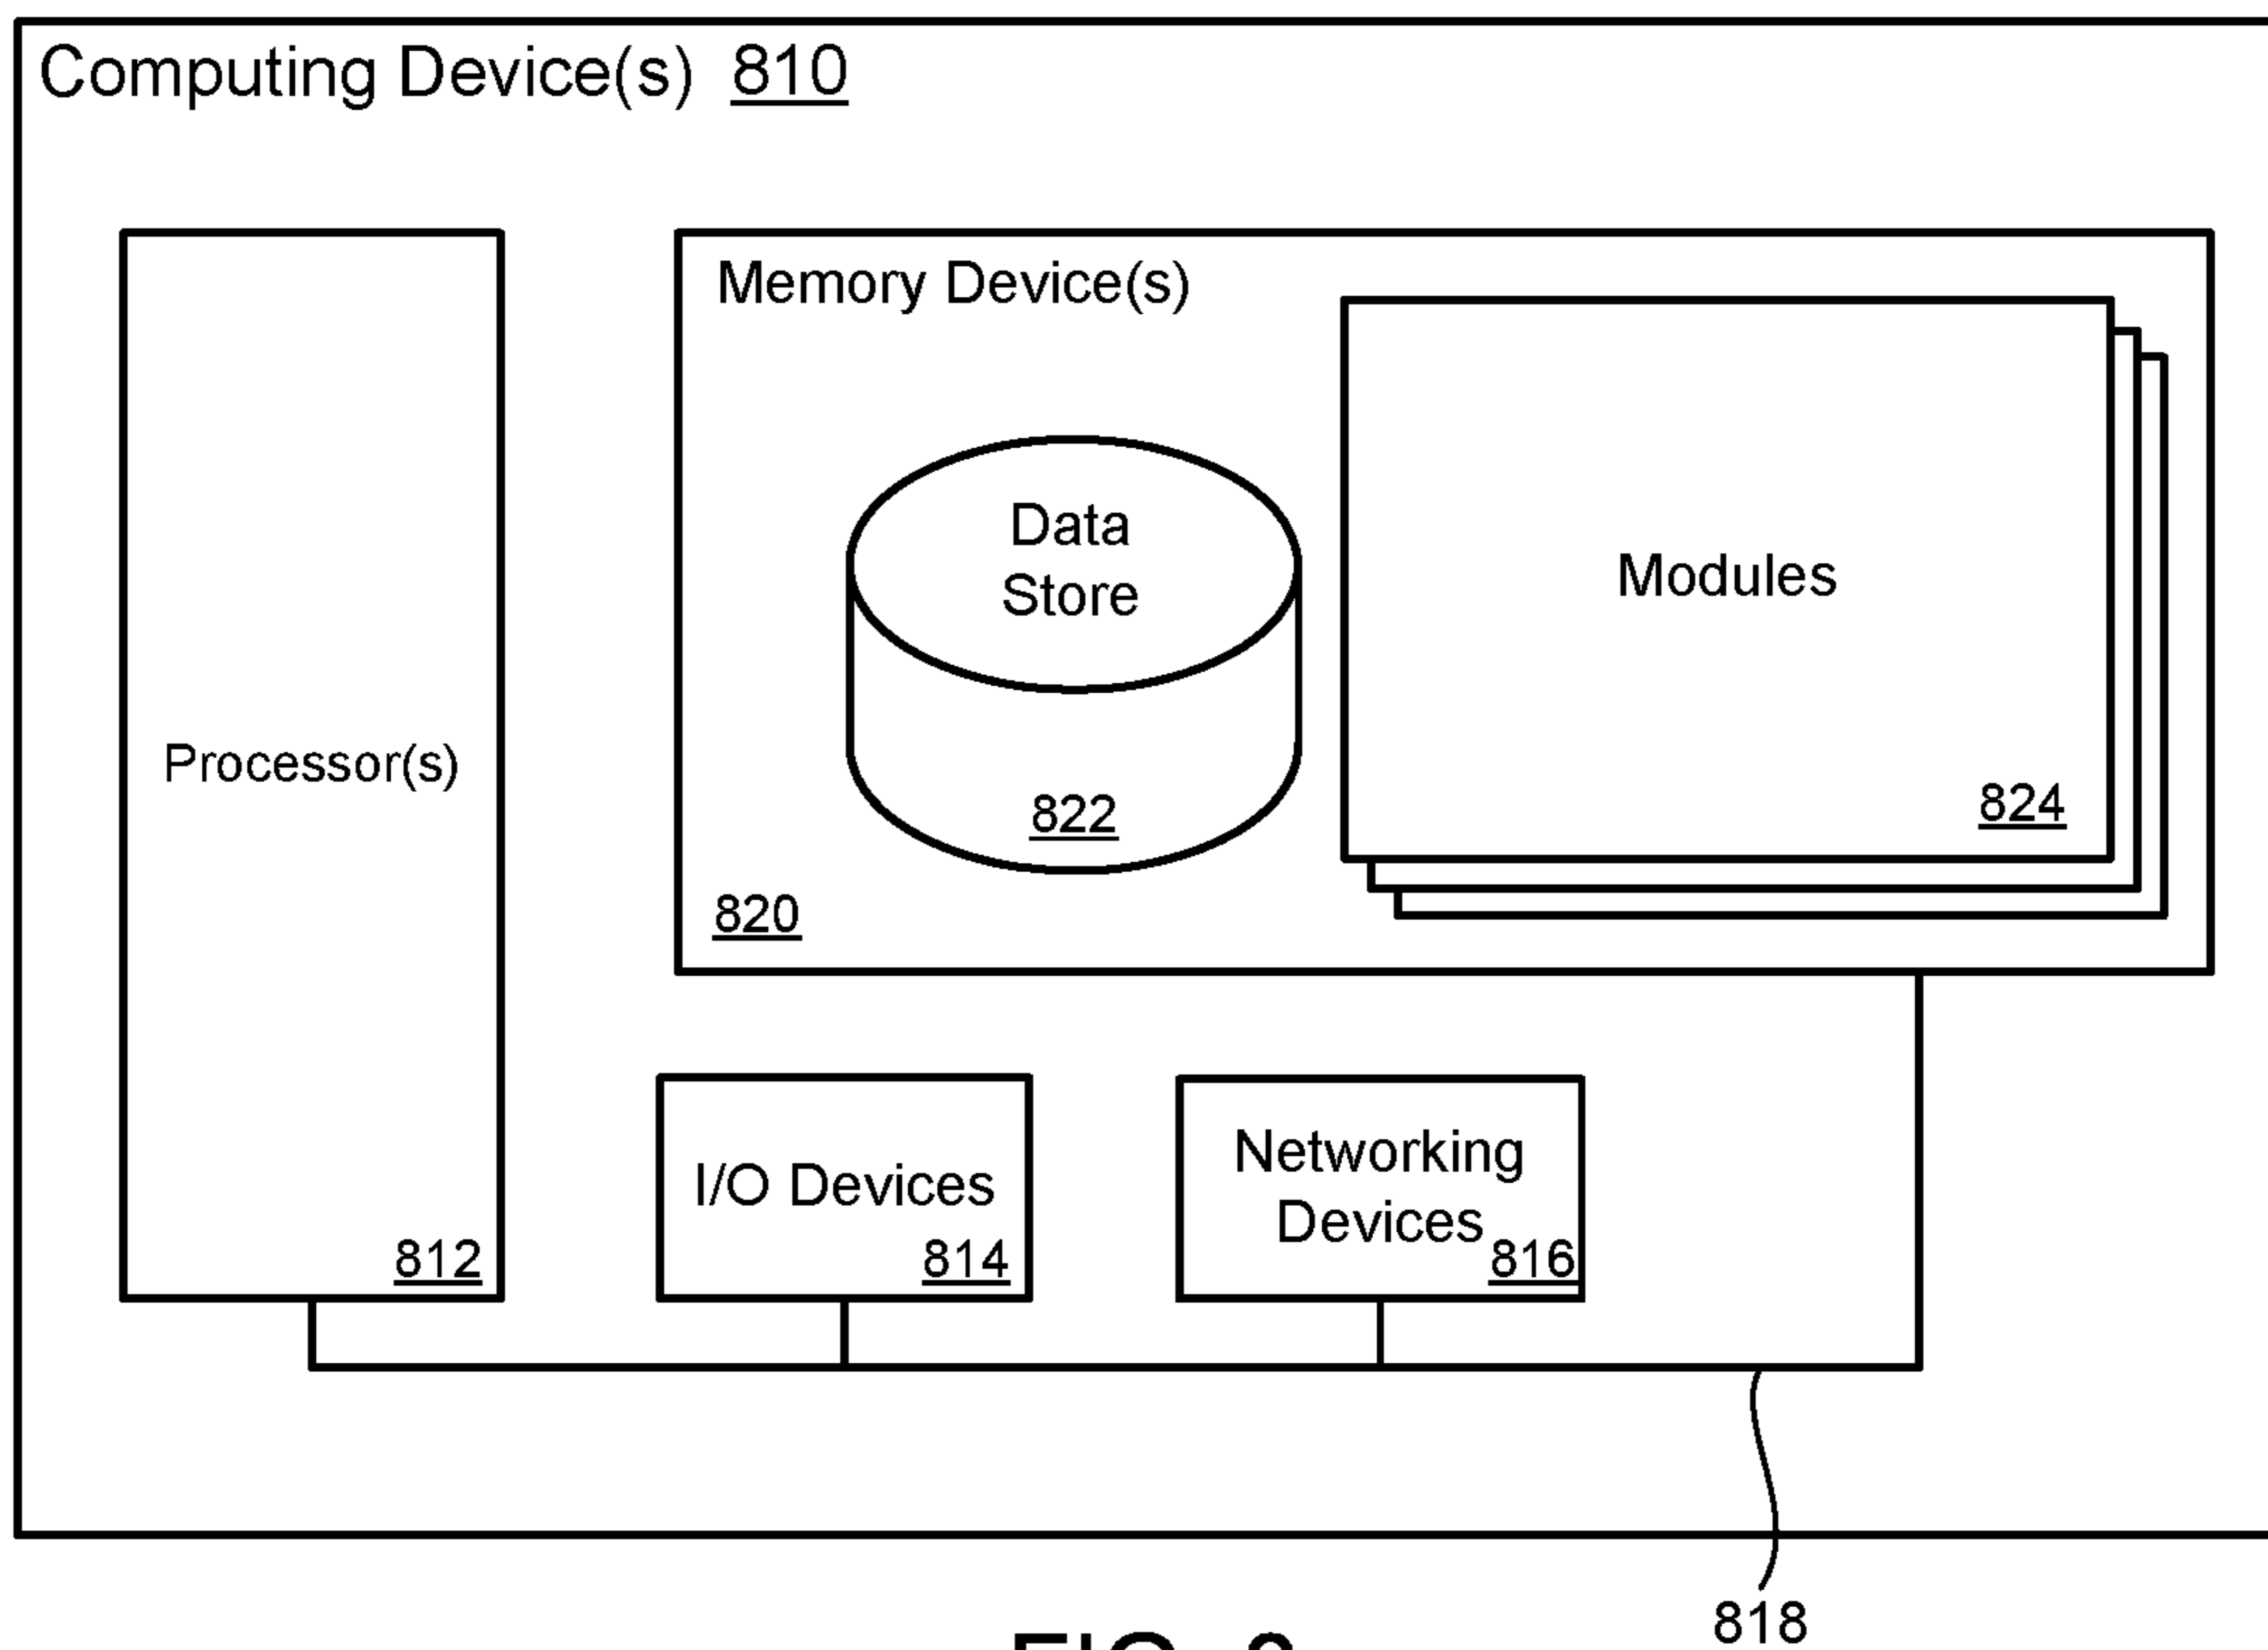 Computing Device(s) 810
Memory Device(s)
Data
Store
Modules
Processor(s)
824
822
820
I/O Devices
Networking
Devices
812
814
816
818
FIG.